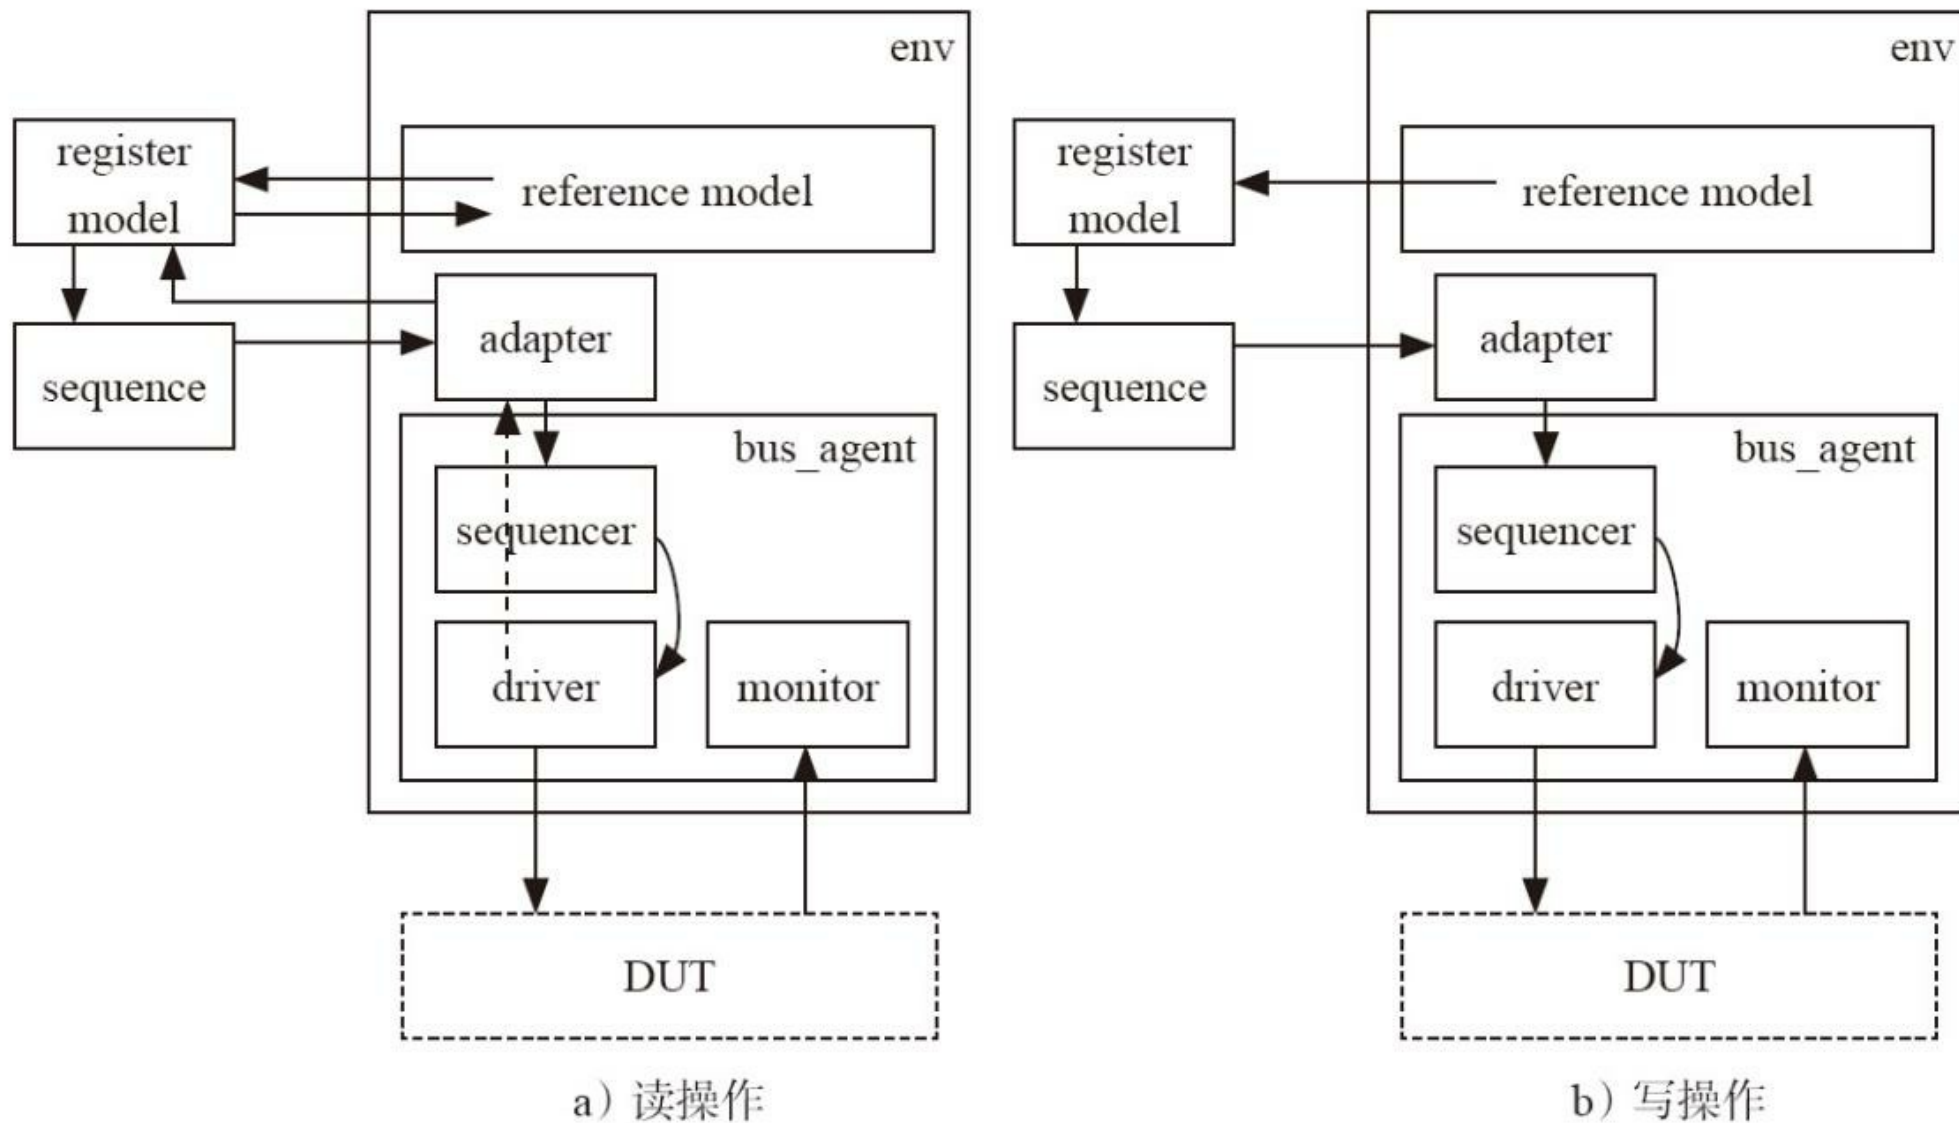 env
register
model
reference model
adapter
sequence
bus_agent
sequencer
driver
monitor
DUT
a）读操作
env
register
model
reference model
adapter
sequence
bus_agent
sequencer
driver
monitor
DUT
b）写操作